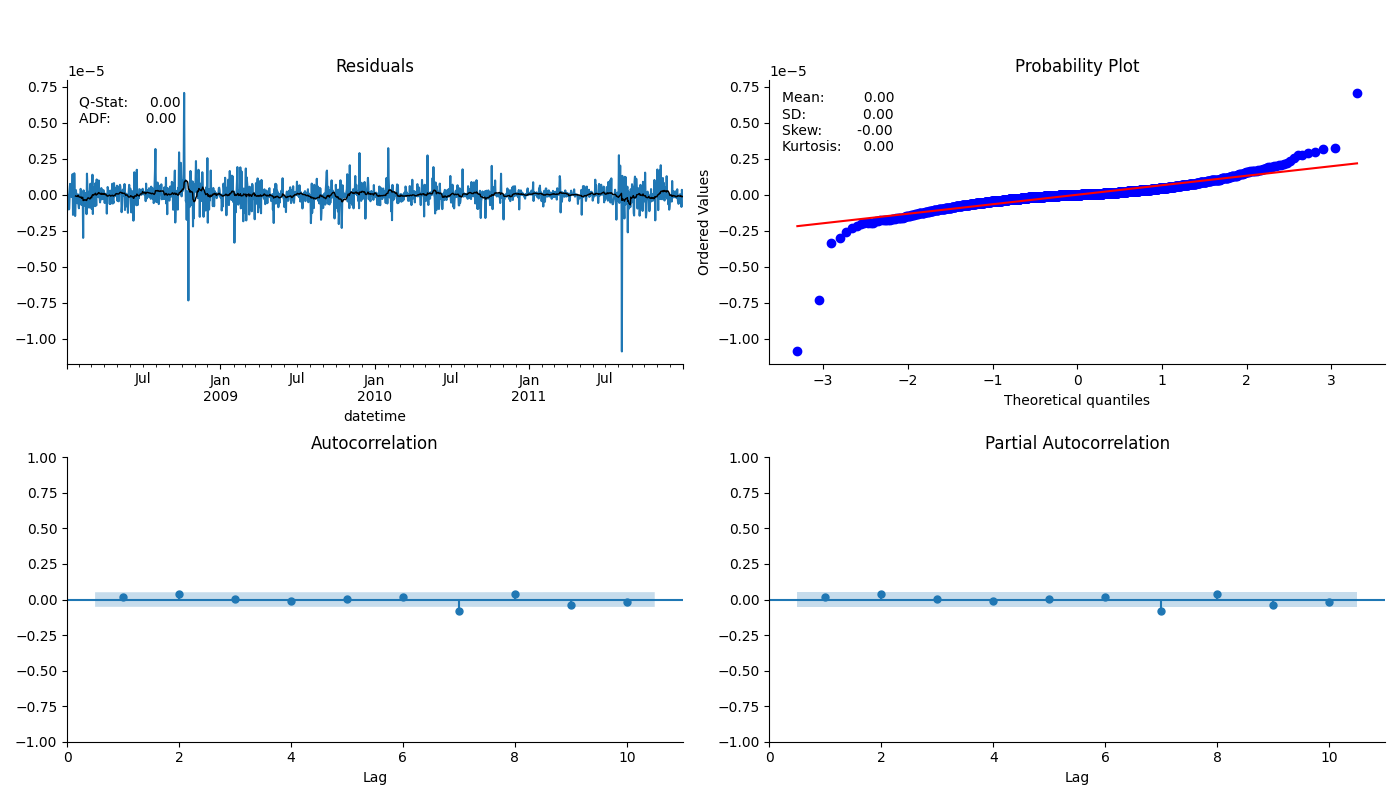 Residuals
1e−5
Q-Stat: 0.00
ADF: 0.00
0.75
0.50
0.25
0.00
−0.25
−0.50
−0.75
−1.00
Jul
Jan
2009
Jul
Jan
2010
Jul
Jan
2011
Jul
datetime
Probability Plot
1e−5
Mean: 0.00
SD: 0.00
Skew: -0.00
Kurtosis: 0.00
Ordered Values
0.75
0.50
0.25
0.00
−0.25
−0.50
−0.75
−1.00
−3 −2 −1 0 1 2 3
Theoretical quantiles
Autocorrelation
1.00
0.75
0.50
0.25
0.00
−0.25
−0.50
−0.75
−1.00
0 2 4 6 8 10
Lag
Partial Autocorrelation
1.00
0.75
0.50
0.25
0.00
−0.25
−0.50
−0.75
−1.00
0 2 4 6 8 10
Lag